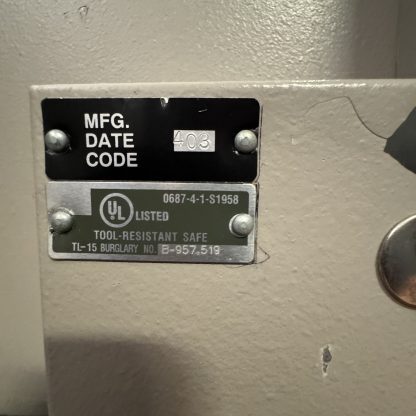 MFG.
DATE 403
CODE
0687-4-1-S1958
UL LISTED
TOOL-RESISTANT SAFE
TL-15 BURGLARY NO. B-957,519